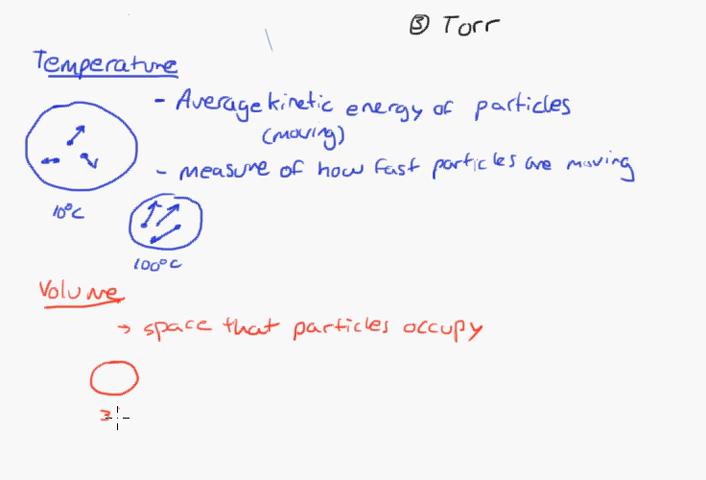 ③ Torr
Temperature
- Average kinetic energy of particles
(moving)
- measure of how fast particles are moving
10°C
100°C
Volume
→ space that particles occupy
3